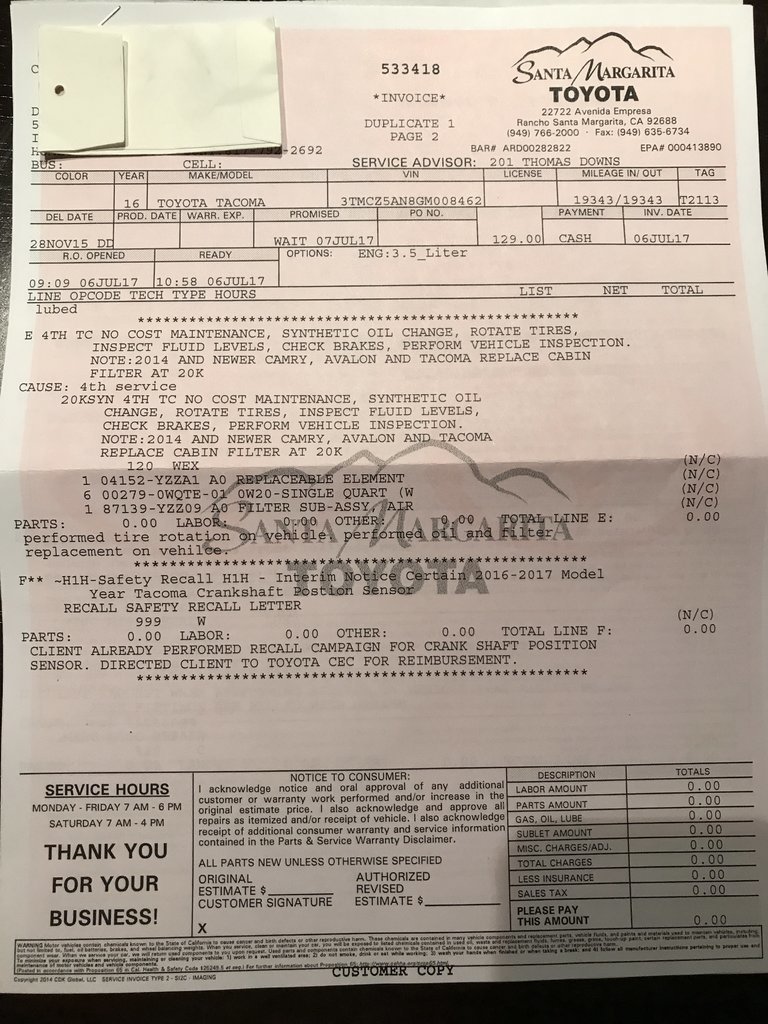 C
533418
SANTA MARGARITA
TOYOTA
*INVOICE*
22722 Avenida Empresa
Rancho Santa Margarita, CA 92688
(949) 766-2000 · Fax: (949) 635-6734
D
5
I
DUPLICATE 1
PAGE 2
BAR# ARD00282822 EPA# 000413890
-2692
BUS: CELL: SERVICE ADVISOR: 201 THOMAS DOWNS
COLOR YEAR MAKE/MODEL VIN LICENSE MILEAGE IN/ OUT TAG
16 TOYOTA TACOMA 3TMCZ5AN8GM008462 19343/19343 T2113
DEL DATE PROD. DATE WARR. EXP. PROMISED PO NO. PAYMENT INV. DATE
28NOV15 DD WAIT 07JUL17 129.00 CASH 06JUL17
R.O. OPENED READY OPTIONS: ENG:3.5_Liter
09:09 06JUL17 10:58 06JUL17
LINE OPCODE TECH TYPE HOURS LIST NET TOTAL
lubed
****************************************************
E 4TH TC NO COST MAINTENANCE, SYNTHETIC OIL CHANGE, ROTATE TIRES,
INSPECT FLUID LEVELS, CHECK BRAKES, PERFORM VEHICLE INSPECTION.
NOTE:2014 AND NEWER CAMRY, AVALON AND TACOMA REPLACE CABIN
FILTER AT 20K
CAUSE: 4th service
20KSYN 4TH TC NO COST MAINTENANCE, SYNTHETIC OIL
CHANGE, ROTATE TIRES, INSPECT FLUID LEVELS,
CHECK BRAKES, PERFORM VEHICLE INSPECTION.
NOTE:2014 AND NEWER CAMRY, AVALON AND TACOMA
REPLACE CABIN FILTER AT 20K
120 WEX (N/C)
1 04152-YZZA1 A0 REPLACEABLE ELEMENT (N/C)
6 00279-0WQTE-01 0W20-SINGLE QUART (W (N/C)
1 87139-YZZ09 A0 FILTER SUB-ASSY, AIR (N/C)
PARTS: 0.00 LABOR: 0.00 OTHER: 0.00 TOTAL LINE E: 0.00
SANTA MARGARITA
TOYOTA
performed tire rotation on vehicle. performed oil and filter
replacement on vehilce.
****************************************************
F** ~H1H-Safety Recall H1H - Interim Notice Certain 2016-2017 Model
Year Tacoma Crankshaft Postion Sensor
RECALL SAFETY RECALL LETTER
999 W (N/C)
PARTS: 0.00 LABOR: 0.00 OTHER: 0.00 TOTAL LINE F: 0.00
CLIENT ALREADY PERFORMED RECALL CAMPAIGN FOR CRANK SHAFT POSITION
SENSOR. DIRECTED CLIENT TO TOYOTA CEC FOR REIMBURSEMENT.
****************************************************
SERVICE HOURS
MONDAY - FRIDAY 7 AM - 6 PM
SATURDAY 7 AM - 4 PM
THANK YOU
FOR YOUR
BUSINESS!
NOTICE TO CONSUMER:
I acknowledge notice and oral approval of any additional
customer or warranty work performed and/or increase in the
original estimate price. I also acknowledge and approve all
repairs as itemized and/or receipt of vehicle. I also acknowledge
receipt of additional consumer warranty and service information
contained in the Parts & Service Warranty Disclaimer.
ALL PARTS NEW UNLESS OTHERWISE SPECIFIED
ORIGINAL AUTHORIZED
ESTIMATE $ REVISED
CUSTOMER SIGNATURE ESTIMATE $
X
DESCRIPTION TOTALS
LABOR AMOUNT 0.00
PARTS AMOUNT 0.00
GAS, OIL, LUBE 0.00
SUBLET AMOUNT 0.00
MISC. CHARGES/ADJ. 0.00
TOTAL CHARGES 0.00
LESS INSURANCE 0.00
SALES TAX 0.00
PLEASE PAY
THIS AMOUNT 0.00
CUSTOMER COPY
Copyright 2014 CDK Global, LLC SERVICE INVOICE TYPE 2 - SI2C - IMAGING